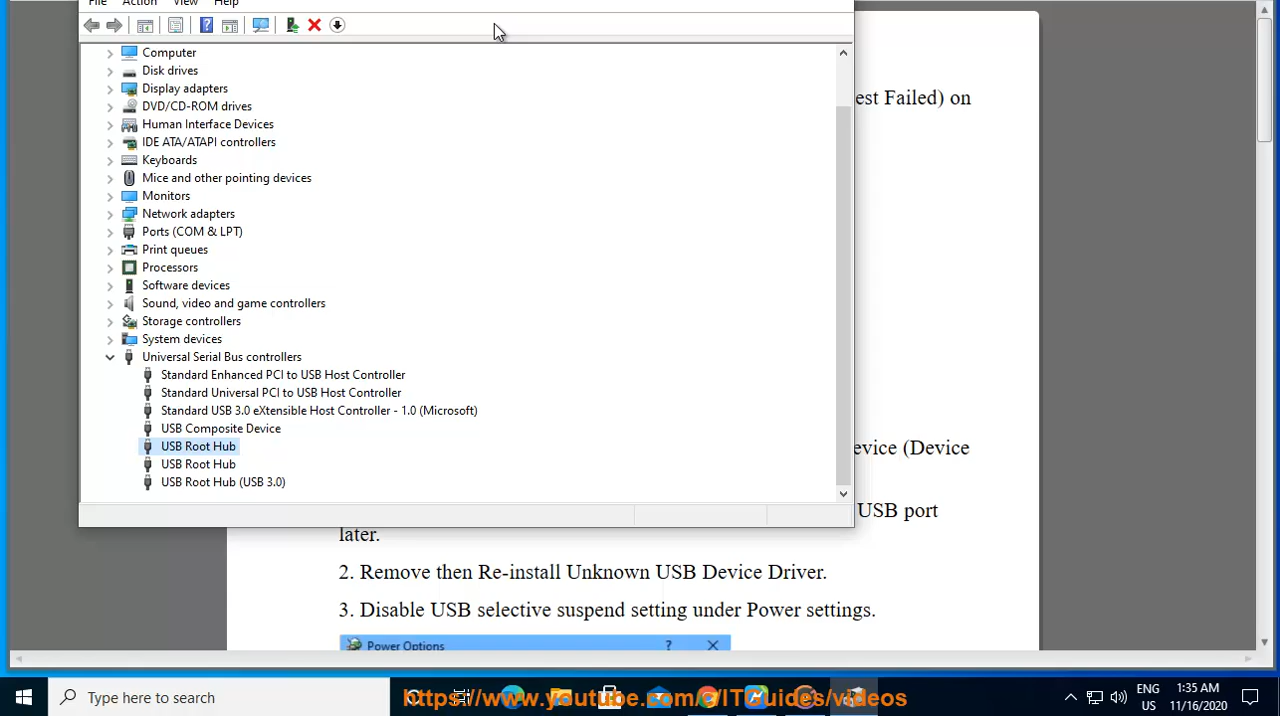 File Action View Help
Computer
Disk drives
Display adapters
est Failed) on
DVD/CD-ROM drives
Human Interface Devices
IDE ATA/ATAPI controllers
Keyboards
Mice and other pointing devices
Monitors
Network adapters
Ports (COM & LPT)
Print queues
Processors
Software devices
Sound, video and game controllers
Storage controllers
System devices
Universal Serial Bus controllers
Standard Enhanced PCI to USB Host Controller
Standard Universal PCI to USB Host Controller
Standard USB 3.0 eXtensible Host Controller - 1.0 (Microsoft)
USB Composite Device
USB Root Hub
USB Root Hub
USB Root Hub (USB 3.0)
evice (Device
USB port
later.
2. Remove then Re-install Unknown USB Device Driver.
3. Disable USB selective suspend setting under Power settings.
Power Options
Type here to search
https://www.youtube.com/c/ITGuides/videos
ENG
US
1:35 AM
11/16/2020